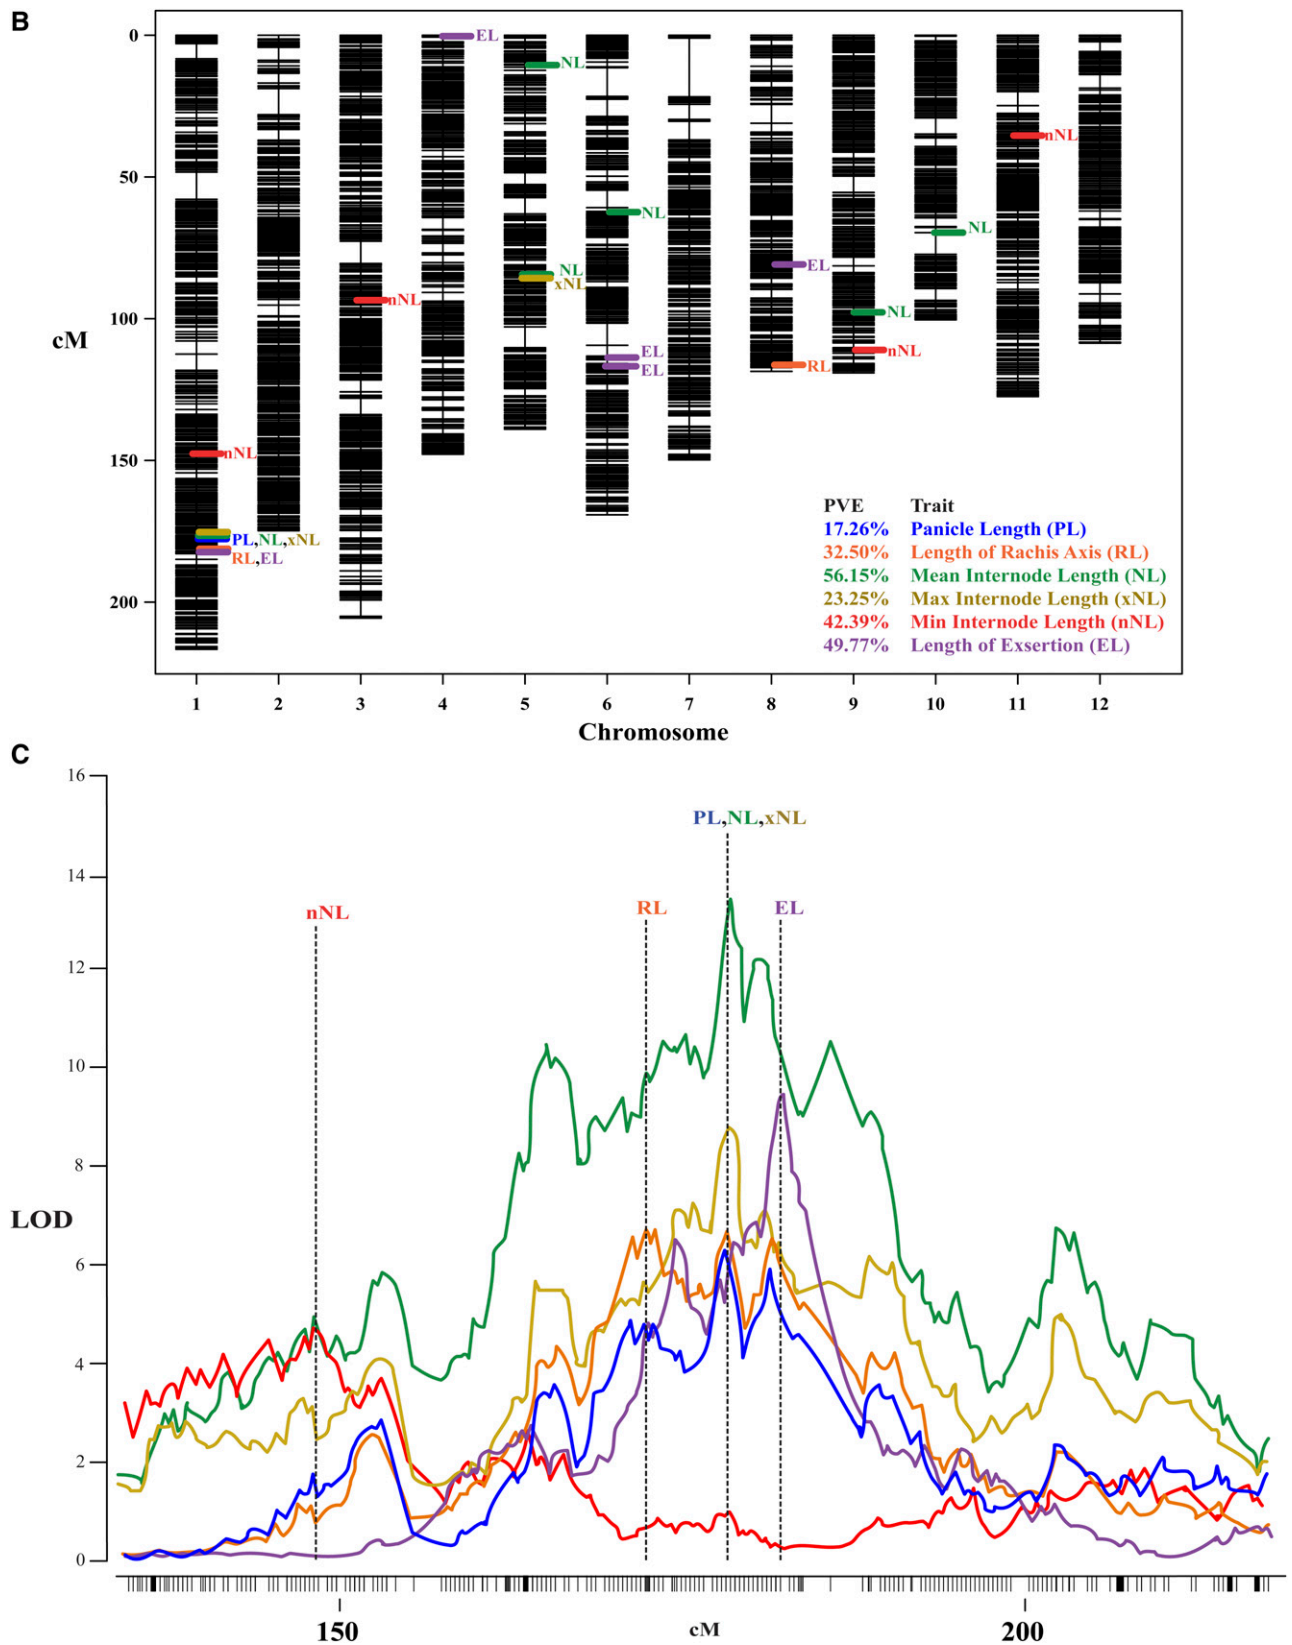 B
0
50
100
150
200
cM
EL
NL
nNL
NL
EL
NL
NL
xNL
nNL
NL
EL
EL
nNL
RL
nNL
PL,NL,xNL
RL,EL
PVE Trait
17.26% Panicle Length (PL)
32.50% Length of Rachis Axis (RL)
56.15% Mean Internode Length (NL)
23.25% Max Internode Length (xNL)
42.39% Min Internode Length (nNL)
49.77% Length of Exsertion (EL)
1 2 3 4 5 6 7 8 9 10 11 12
Chromosome
C
16
14
12
10
8
6
4
2
0
LOD
PL,NL,xNL
nNL
RL
EL
150 cM 200